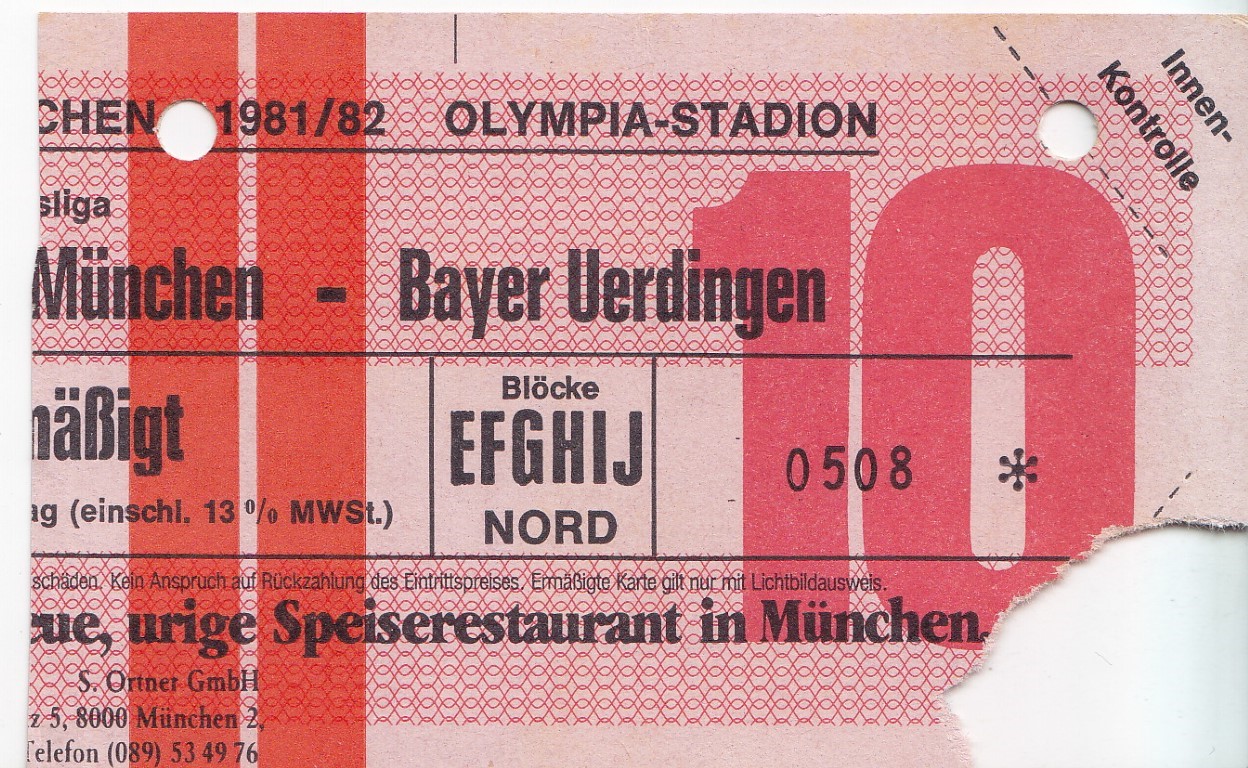 CHEN 1981/82 OLYMPIA-STADION
Innen-
Kontrolle
sliga
München - Bayer Uerdingen
10
mäßigt
Blöcke
EFGHIJ
NORD
0508 *
ag (einschl. 13 % MWSt.)
schäden. Kein Anspruch auf Rückzahlung des Eintrittspreises. Ermäßigte Karte gilt nur mit Lichtbildausweis.
eue, urige Speiserestaurant in München.
S. Ortner GmbH
z 5, 8000 München 2,
Telefon (089) 53 49 76